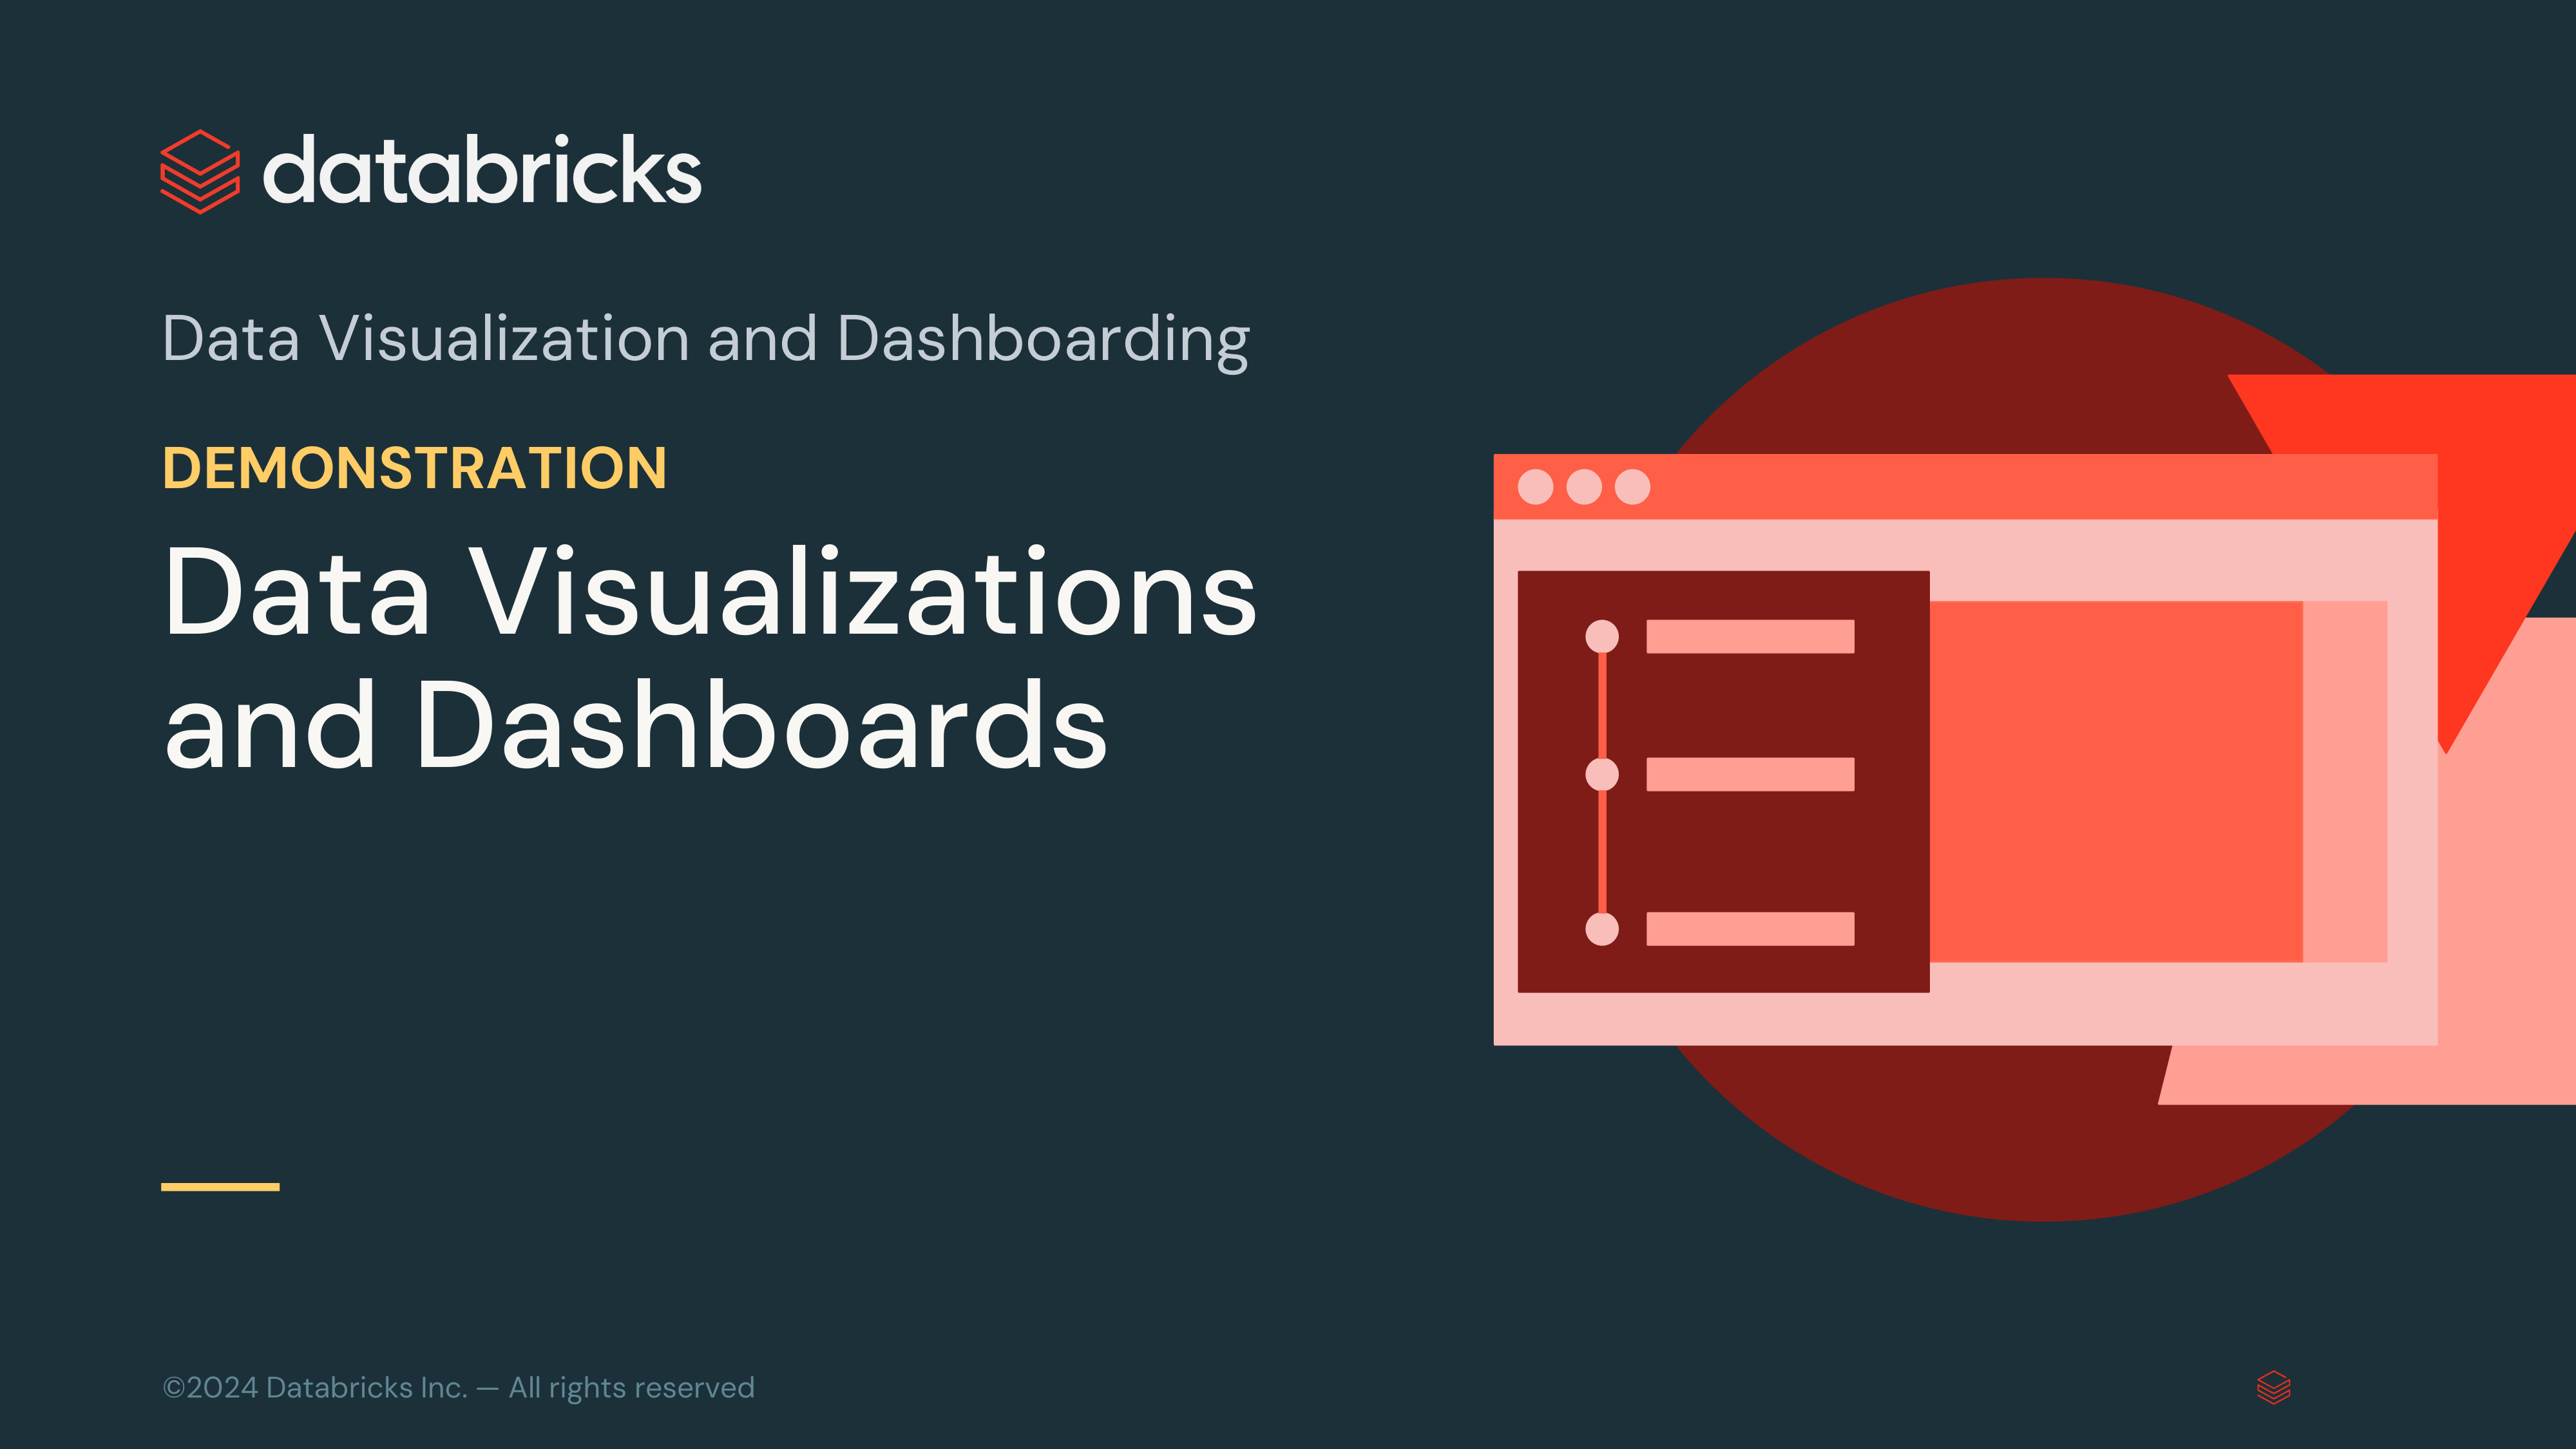 databricks
Data Visualization and Dashboarding
DEMONSTRATION
Data Visualizations
and Dashboards
©2024 Databricks Inc. — All rights reserved